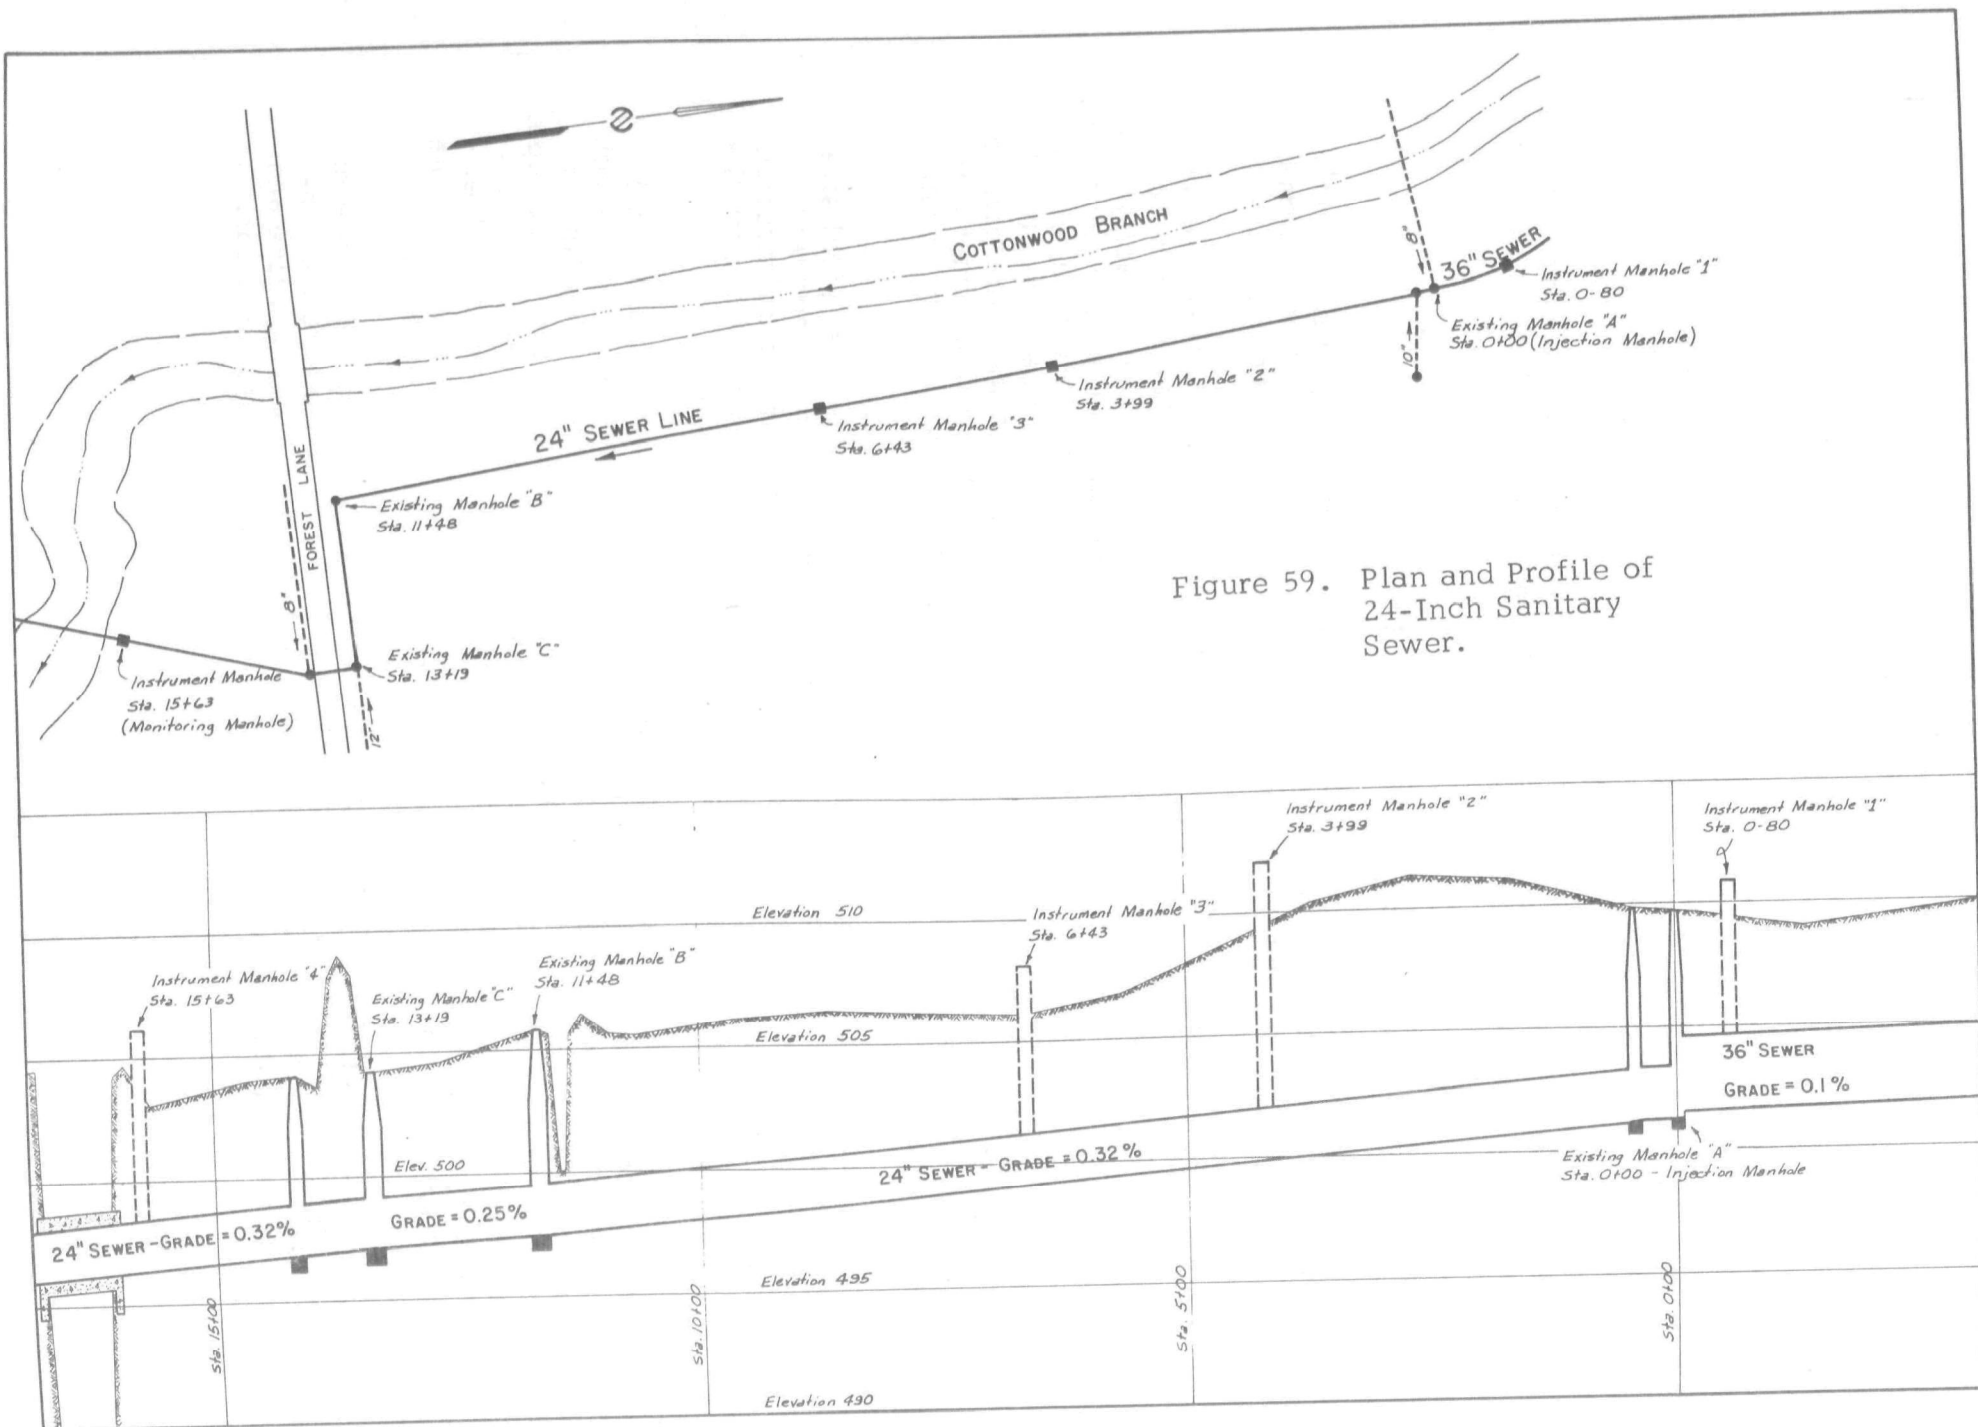 COTTONWOOD BRANCH
8"
36" SEWER
Instrument Manhole "1"
Sta. 0-80
Existing Manhole "A"
Sta. 0+00 (Injection Manhole)
10"
Instrument Manhole "2"
Sta. 3+99
Instrument Manhole "3"
Sta. 6+43
24" SEWER LINE
FOREST LANE
Existing Manhole "B"
Sta. 11+48
8"
Existing Manhole "C"
Sta. 13+19
12"
Instrument Manhole
Sta. 15+63
(Monitoring Manhole)
Figure 59. Plan and Profile of
24-Inch Sanitary
Sewer.
Instrument Manhole "2"
Sta. 3+99
Instrument Manhole "1"
Sta. 0-80
Elevation 510
Instrument Manhole "3"
Sta. 6+43
Existing Manhole "B"
Sta. 11+48
Instrument Manhole "4"
Sta. 15+63
Existing Manhole "C"
Sta. 13+19
Elevation 505
36" SEWER
GRADE = 0.1%
Elev. 500
24" SEWER - GRADE = 0.32%
Existing Manhole "A"
Sta. 0+00 - Injection Manhole
GRADE = 0.25%
24" SEWER - GRADE = 0.32%
Elevation 495
Sta. 15+00
Sta. 10+00
Sta. 5+00
Sta. 0+00
Elevation 490